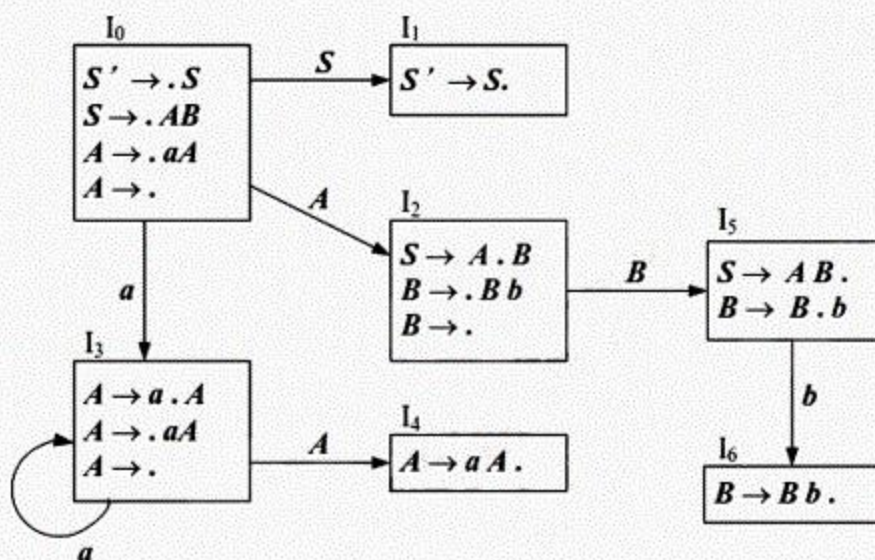 I₀
S′ → . S
S → . AB
A → . aA
A → .
S
I₁
S′ → S.
A
I₂
S → A . B
B → . B b
B → .
B
I₅
S → A B .
B → B . b
a
I₃
A → a . A
A → . aA
A → .
a
A
I₄
A → a A .
b
I₆
B → B b .